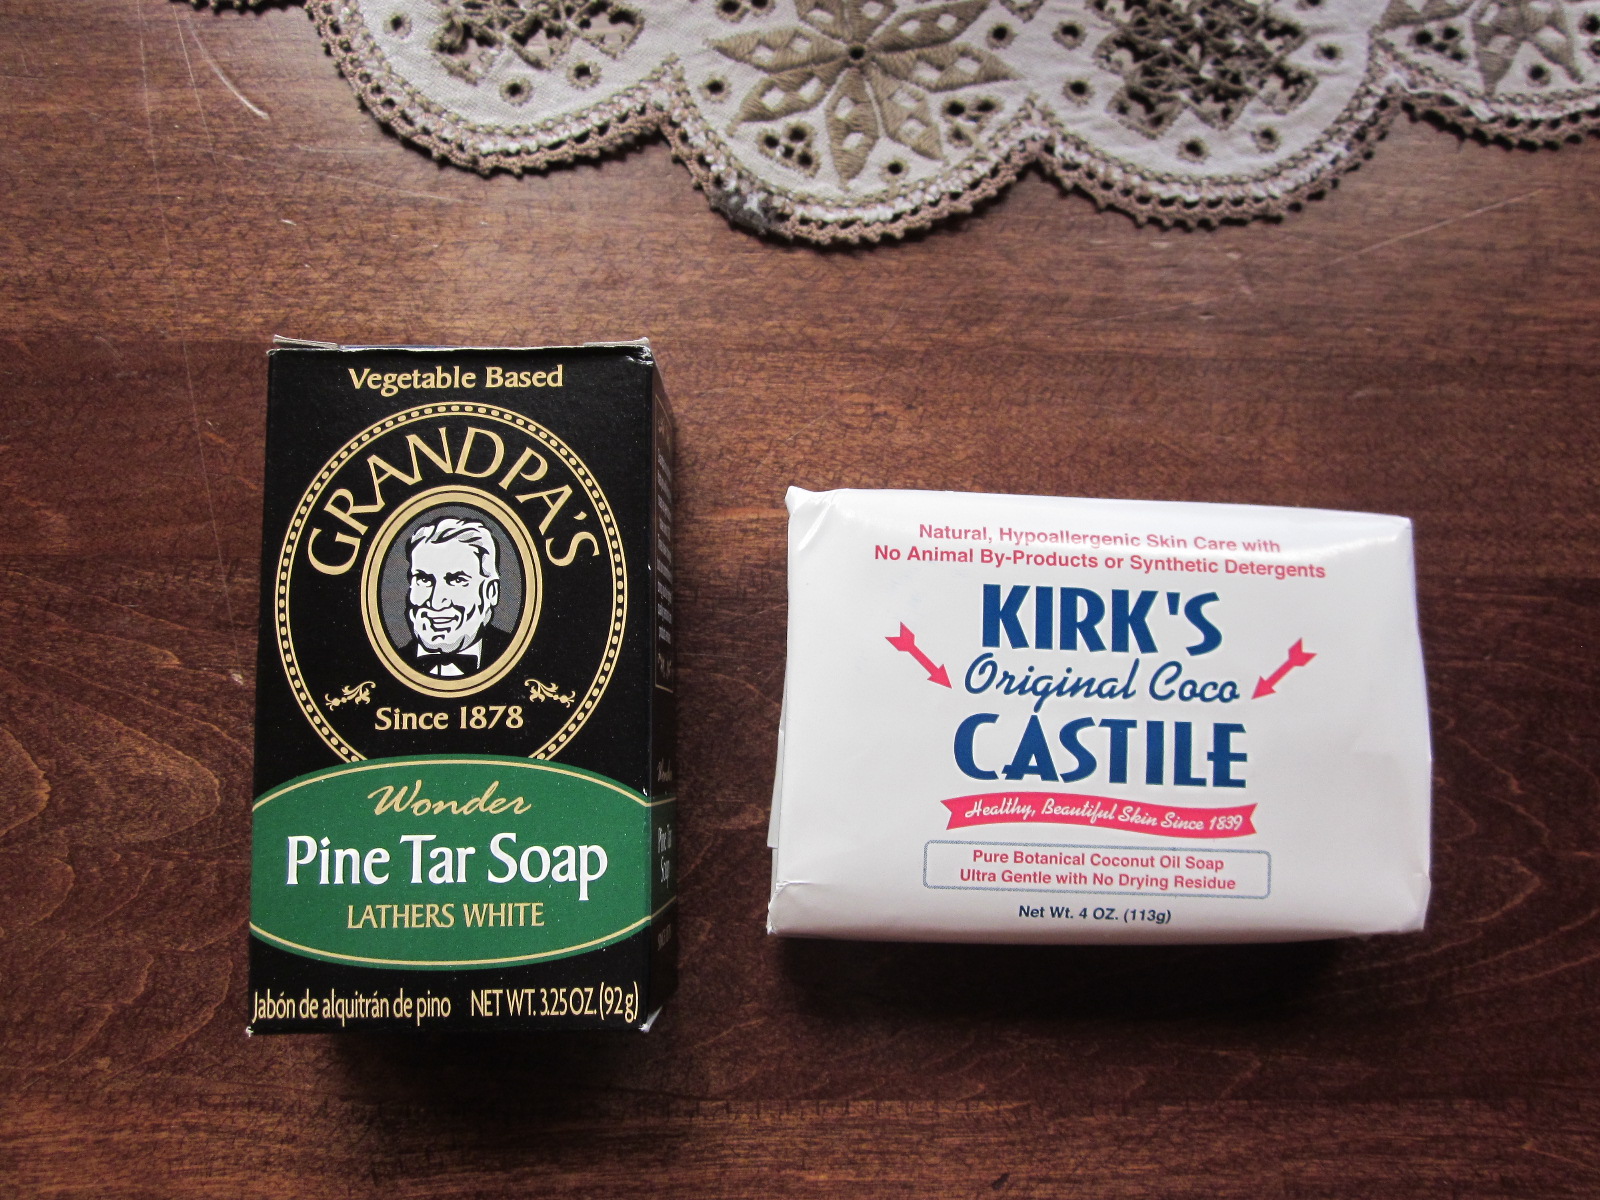 Vegetable Based
GRANDPA'S
Since 1878
Wonder
Pine Tar Soap
LATHERS WHITE
Jabón de alquitrán de pino NET WT. 3.25 OZ. (92g)
Natural, Hypoallergenic Skin Care with
No Animal By-Products or Synthetic Detergents
KIRK'S
Original Coco
CASTILE
Healthy, Beautiful Skin Since 1839
Pure Botanical Coconut Oil Soap
Ultra Gentle with No Drying Residue
Net Wt. 4 OZ. (113g)